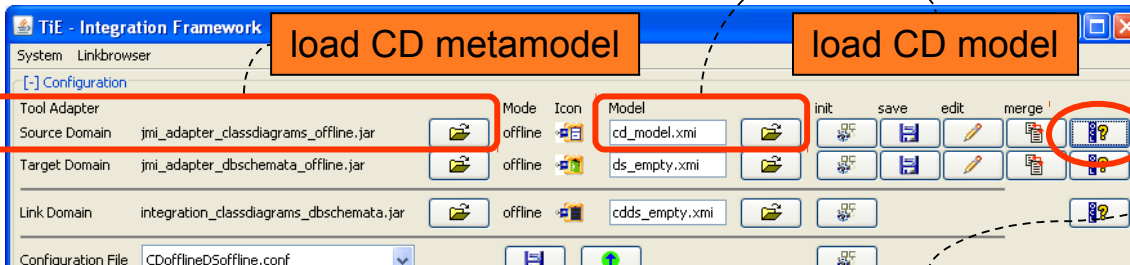 TiE - Integration Framework
load CD metamodel
load CD model
System Linkbrowser
[-] Configuration
Tool Adapter Mode Icon Model init save edit merge
Source Domain jmi_adapter_classdiagrams_offline.jar offline cd_model.xmi
Target Domain jmi_adapter_dbschemata_offline.jar offline ds_empty.xmi
Link Domain integration_classdiagrams_dbschemata.jar offline cdds_empty.xmi
Configuration File CDofflineDSoffline.conf